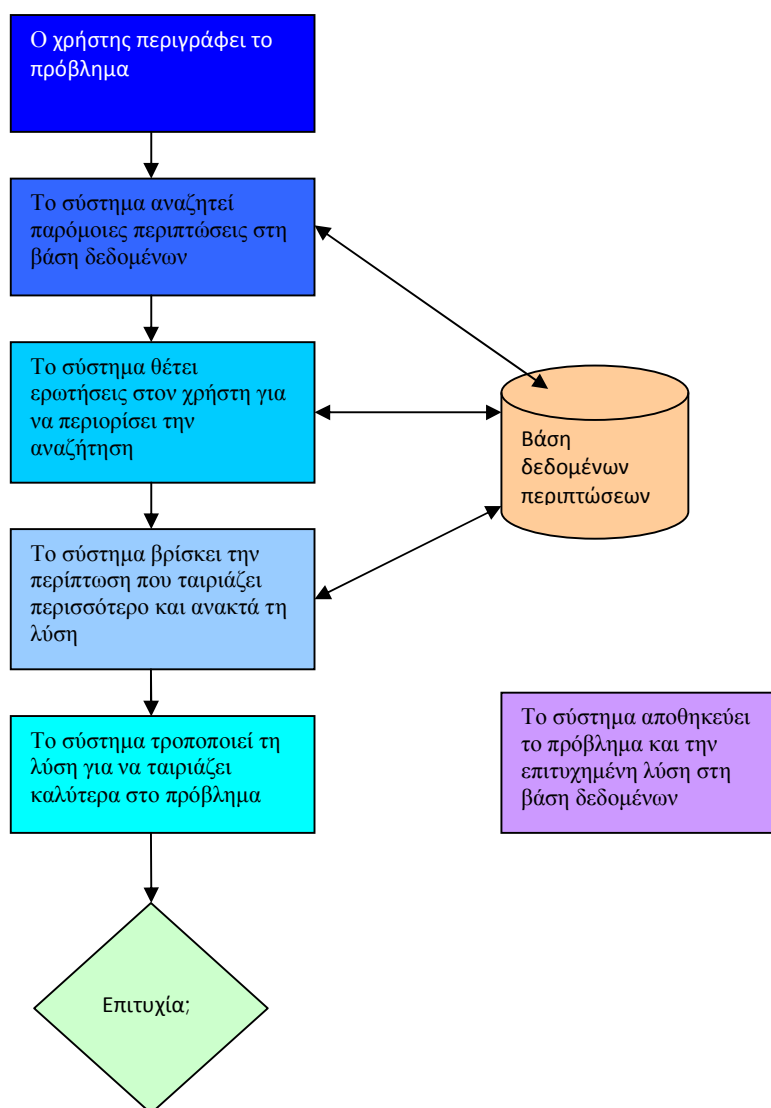 Ο χρήστης περιγράφει το
πρόβλημα
Το σύστημα αναζητεί
παρόμοιες περιπτώσεις στη
βάση δεδομένων
Το σύστημα θέτει
ερωτήσεις στον χρήστη για
να περιορίσει την
αναζήτηση
Βάση
δεδομένων
περιπτώσεων
Το σύστημα βρίσκει την
περίπτωση που ταιριάζει
περισσότερο και ανακτά τη
λύση
Το σύστημα τροποποιεί τη
λύση για να ταιριάζει
καλύτερα στο πρόβλημα
Το σύστημα αποθηκεύει
το πρόβλημα και την
επιτυχημένη λύση στη
βάση δεδομένων
Επιτυχία;